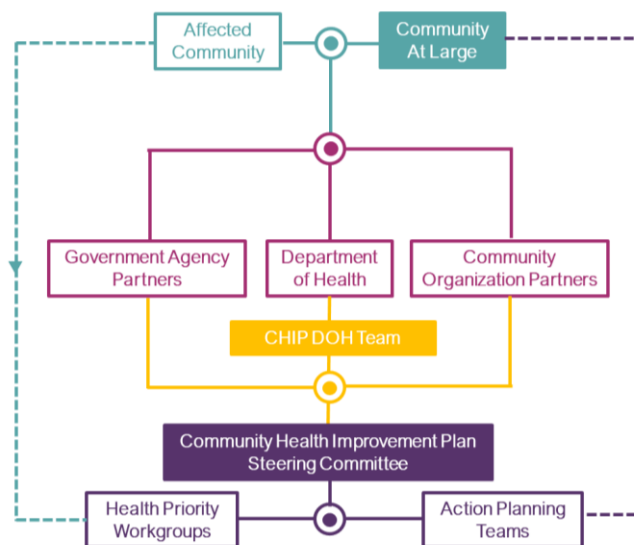 Affected
Community
Community
At Large
Government Agency
Partners
Department
of Health
Community
Organization Partners
CHIP DOH Team
Community Health Improvement Plan
Steering Committee
Health Priority
Workgroups
Action Planning
Teams